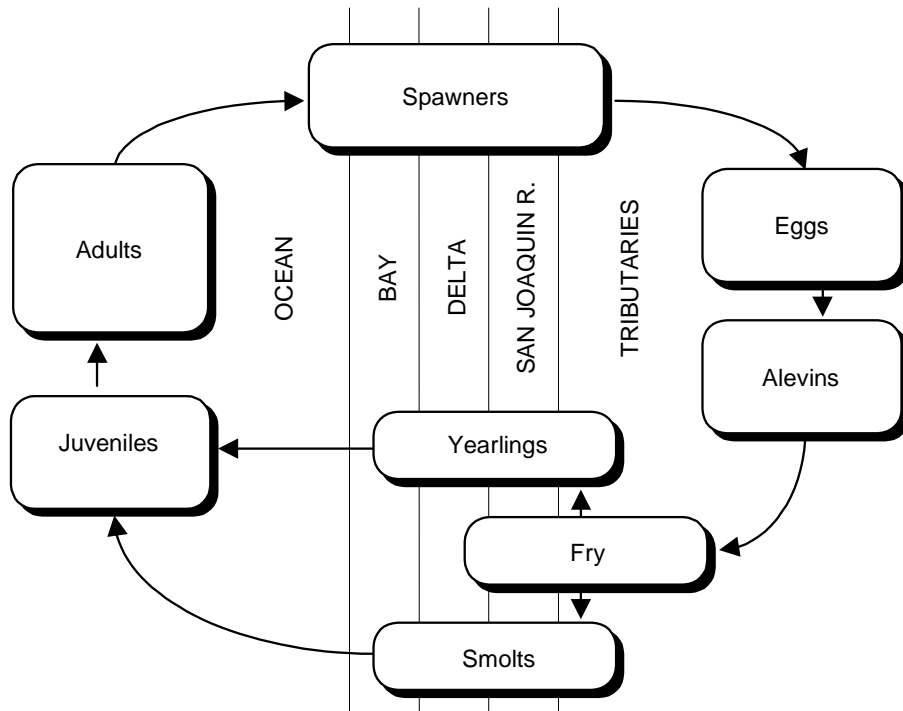 Spawners
Adults
OCEAN
BAY
DELTA
SAN JOAQUIN R.
TRIBUTARIES
Eggs
Alevins
Juveniles
Yearlings
Fry
Smolts